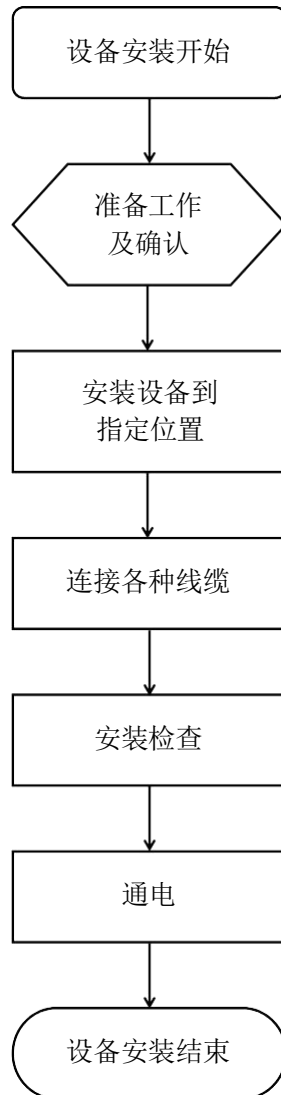 设备安装开始
准备工作
及确认
安装设备到
指定位置
连接各种线缆
安装检查
通电
设备安装结束